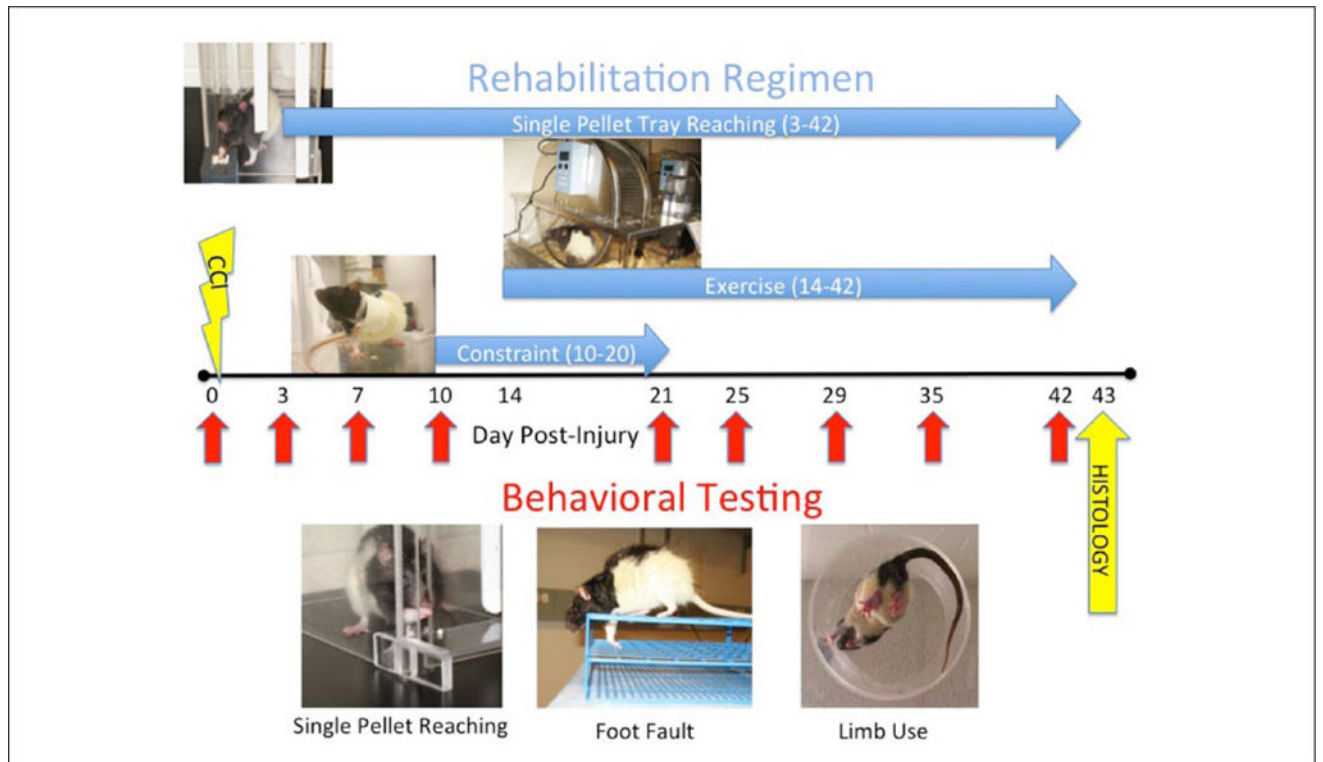 Rehabilitation Regimen
Single Pellet Tray Reaching (3-42)
CCI
Exercise (14-42)
Constraint (10-20)
0 3 7 10 14 21 25 29 35 42 43
Day Post-Injury
HISTOLOGY
Behavioral Testing
Single Pellet Reaching
Foot Fault
Limb Use